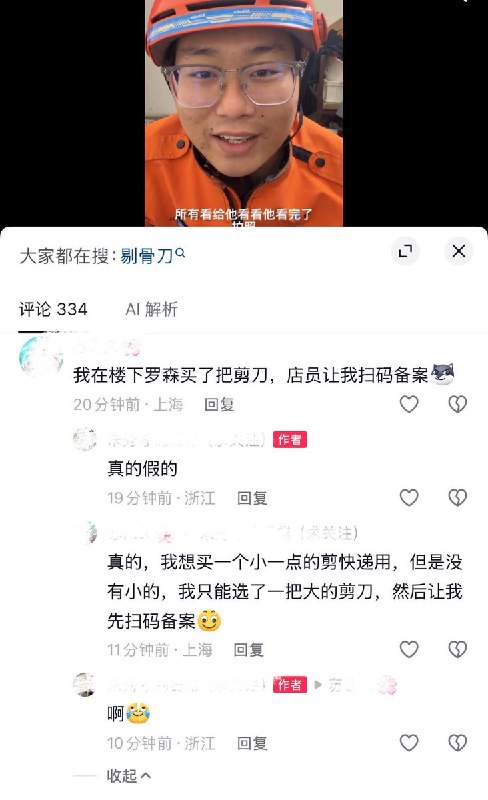 所有看给他看看他看完了
拍照
大家都在搜：剔骨刀
评论 334
AI 解析
我在楼下罗森买了把剪刀，店员让我扫码备案
20分钟前 · 上海 回复
作者
真的假的
19分钟前 · 浙江 回复
（求关注）
真的，我想买一个小一点的剪快递用，但是没
有小的，我只能选了一把大的剪刀，然后让我
先扫码备案
11分钟前 · 上海 回复
作者
啊
10分钟前 · 浙江 回复
收起